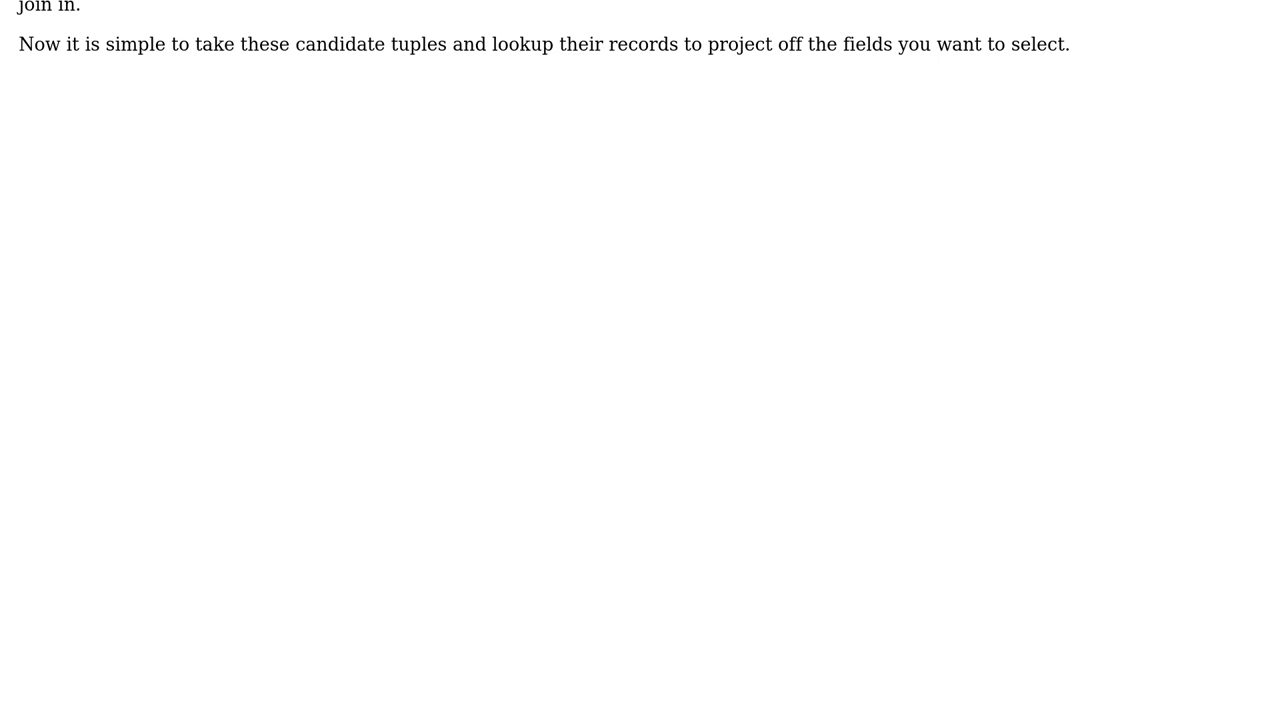 join in.
Now it is simple to take these candidate tuples and lookup their records to project off the fields you want to select.